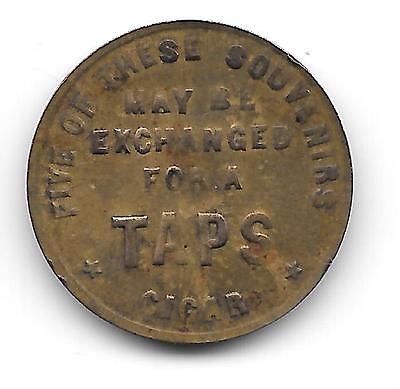 FIVE OF THESE SOUVENIRS
MAY BE
EXCHANGED
FOR A
TAPS
CIGAR